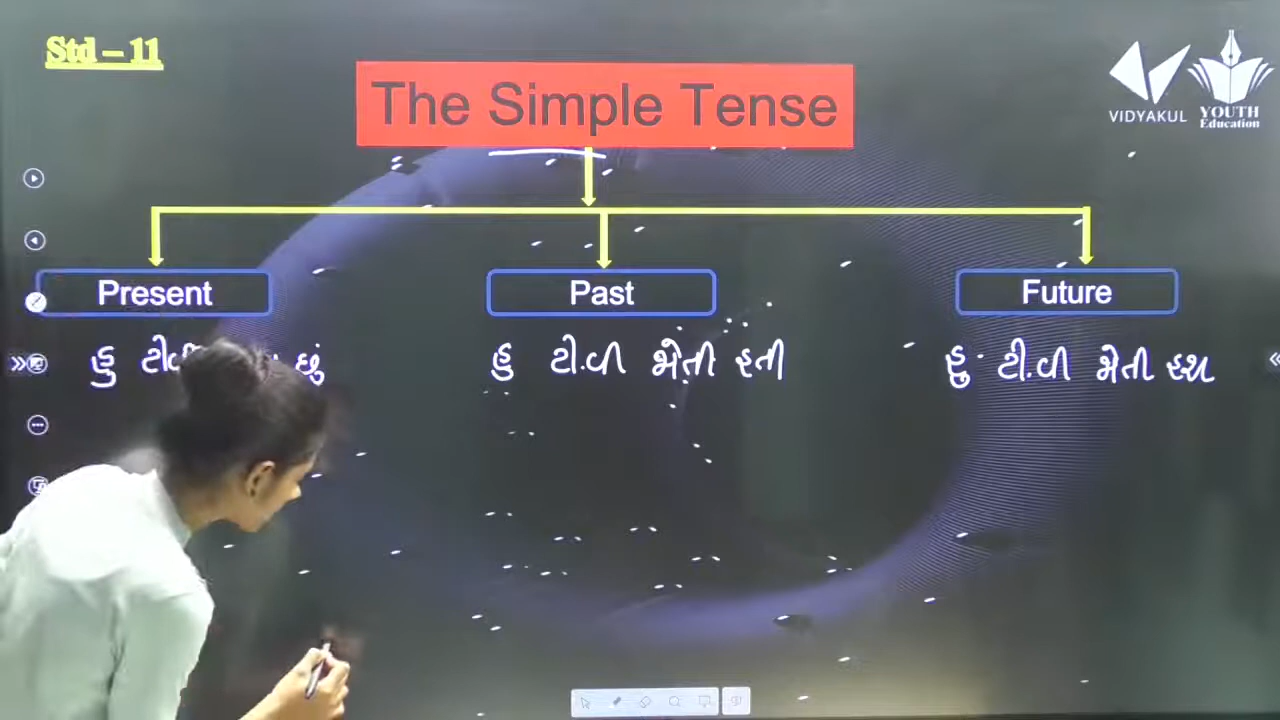 Std – 11
The Simple Tense
VIDYAKUL
YOUTH
Education
Present
Past
Future
હુ છું
હુ ટી.વી જોતી હતી
હું ટી.વી જોતી હશ